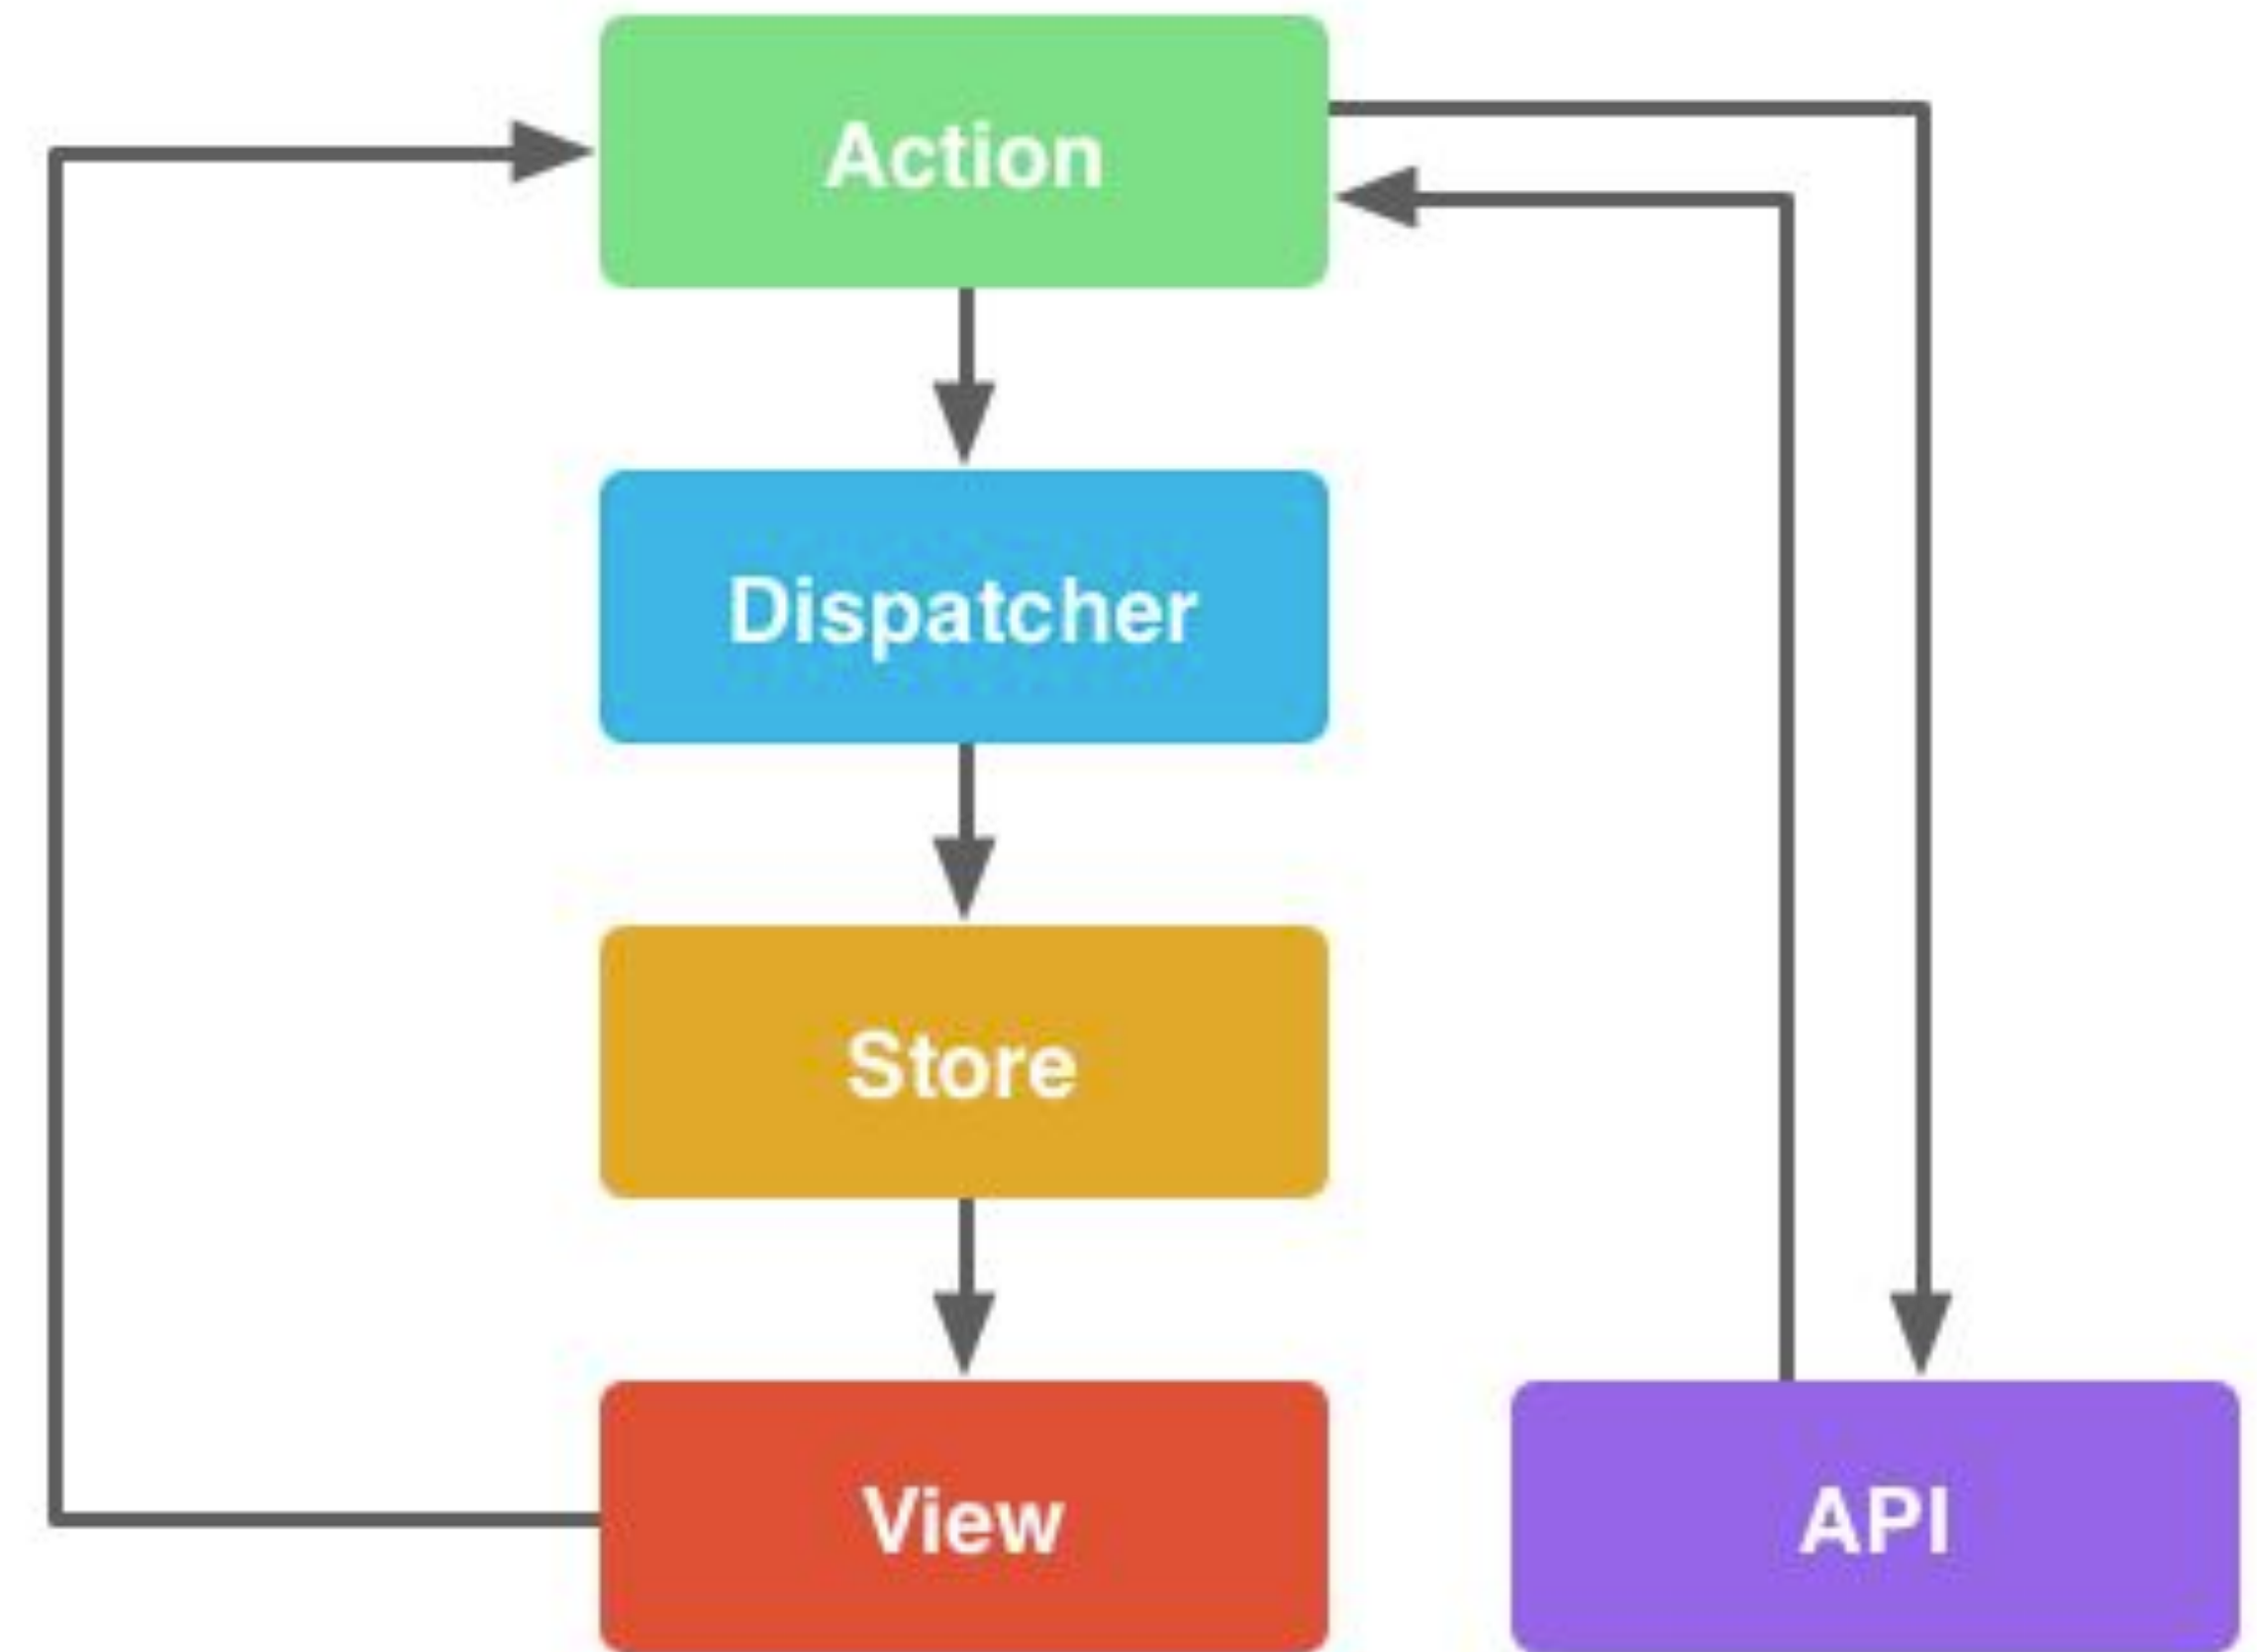 Action
Dispatcher
Store
View
API